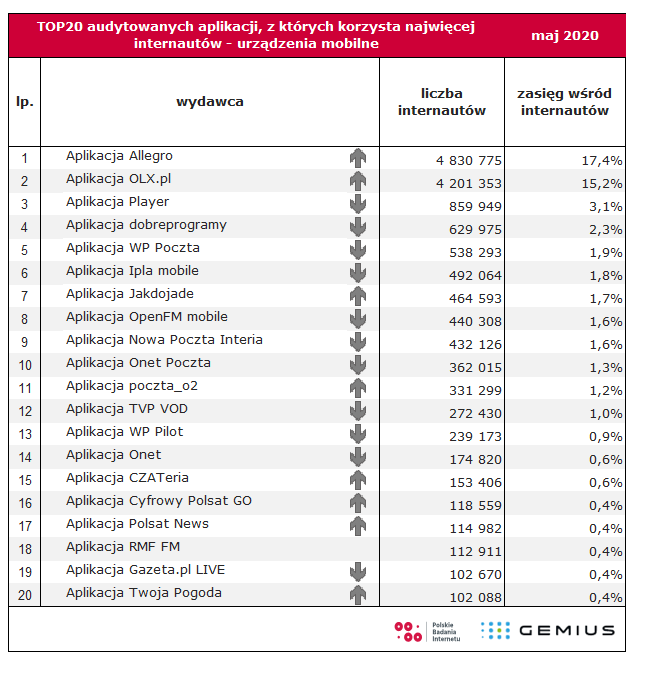 TOP20 audytowanych aplikacji, z których korzysta najwięcej
internautów - urządzenia mobilne
maj 2020
lp.
wydawca
liczba
internautów
zasięg wśród
internautów
1 Aplikacja Allegro 4 830 775 17,4%
2 Aplikacja OLX.pl 4 201 353 15,2%
3 Aplikacja Player 859 949 3,1%
4 Aplikacja dobreprogramy 629 975 2,3%
5 Aplikacja WP Poczta 538 293 1,9%
6 Aplikacja Ipla mobile 492 064 1,8%
7 Aplikacja Jakdojade 464 593 1,7%
8 Aplikacja OpenFM mobile 440 308 1,6%
9 Aplikacja Nowa Poczta Interia 432 126 1,6%
10 Aplikacja Onet Poczta 362 015 1,3%
11 Aplikacja poczta_o2 331 299 1,2%
12 Aplikacja TVP VOD 272 430 1,0%
13 Aplikacja WP Pilot 239 173 0,9%
14 Aplikacja Onet 174 820 0,6%
15 Aplikacja CZATeria 153 406 0,6%
16 Aplikacja Cyfrowy Polsat GO 118 559 0,4%
17 Aplikacja Polsat News 114 982 0,4%
18 Aplikacja RMF FM 112 911 0,4%
19 Aplikacja Gazeta.pl LIVE 102 670 0,4%
20 Aplikacja Twoja Pogoda 102 088 0,4%
Polskie
Badania
Internetu
GEMIUS